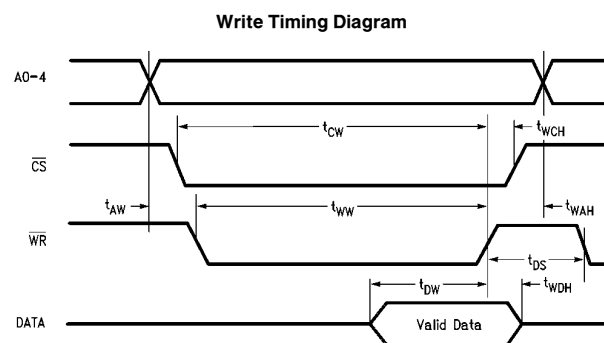 Write Timing Diagram
A0-4
tCW
tWCH
CS
tAW
tWW
tWAH
WR
tDS
tDW
tWDH
DATA
Valid Data